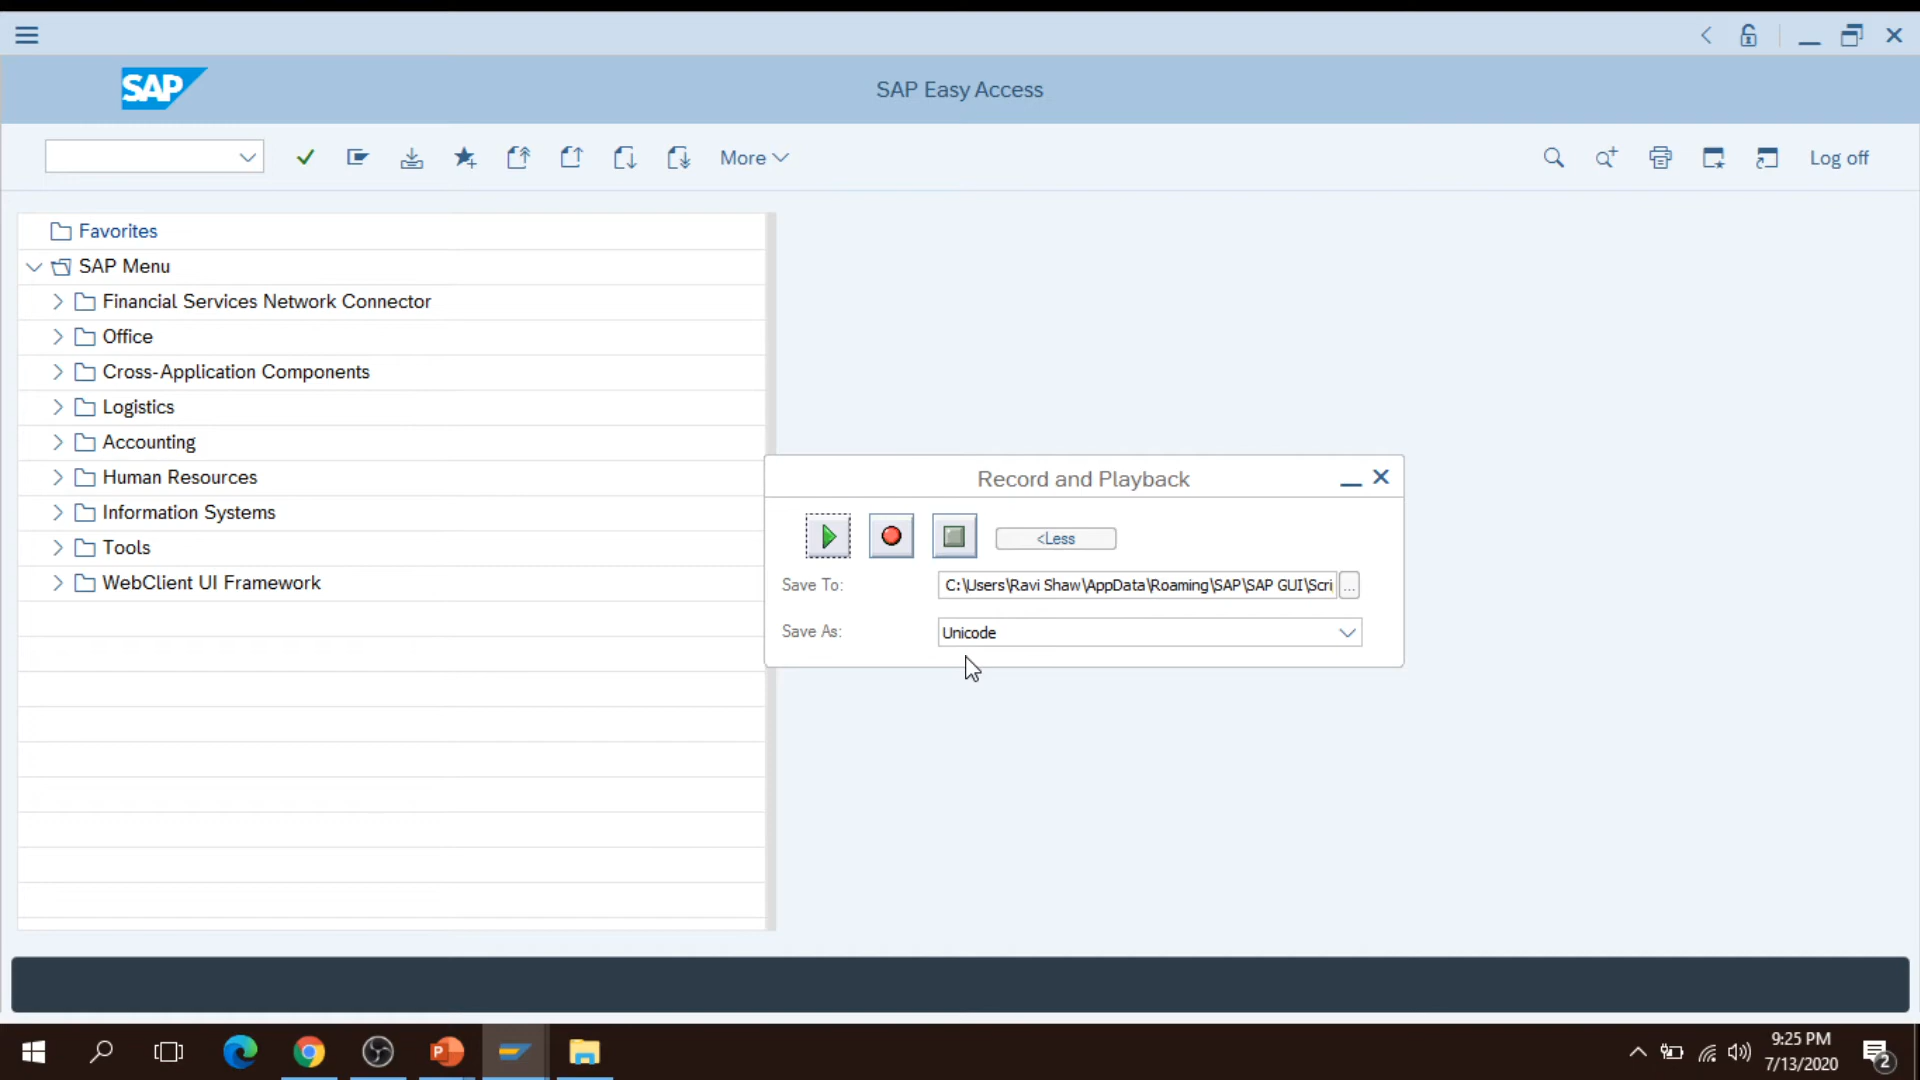 SAP
SAP Easy Access
More
Log off
Favorites
SAP Menu
Financial Services Network Connector
Office
Cross-Application Components
Logistics
Accounting
Human Resources
Information Systems
Tools
WebClient UI Framework
Record and Playback
<Less
Save To:
C:\Users\Ravi Shaw\AppData\Roaming\SAP\SAP GUI\Scri
...
Save As:
Unicode
P
9:25 PM
7/13/2020
2